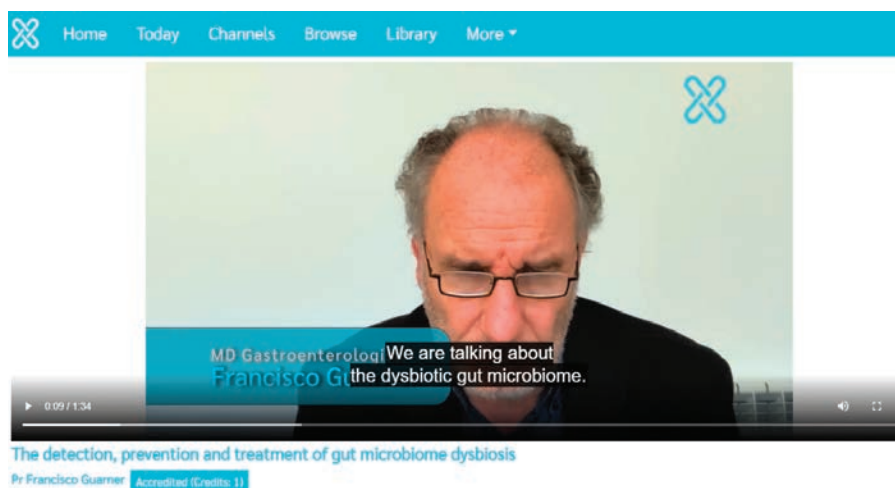 Home Today Channels Browse Library More
MD Gastroenterologi
Francisco Gu
We are talking about
the dysbiotic gut microbiome.
0:09 / 1:34
The detection, prevention and treatment of gut microbiome dysbiosis
Pr Francisco Guarner Accredited (Credits: 1)